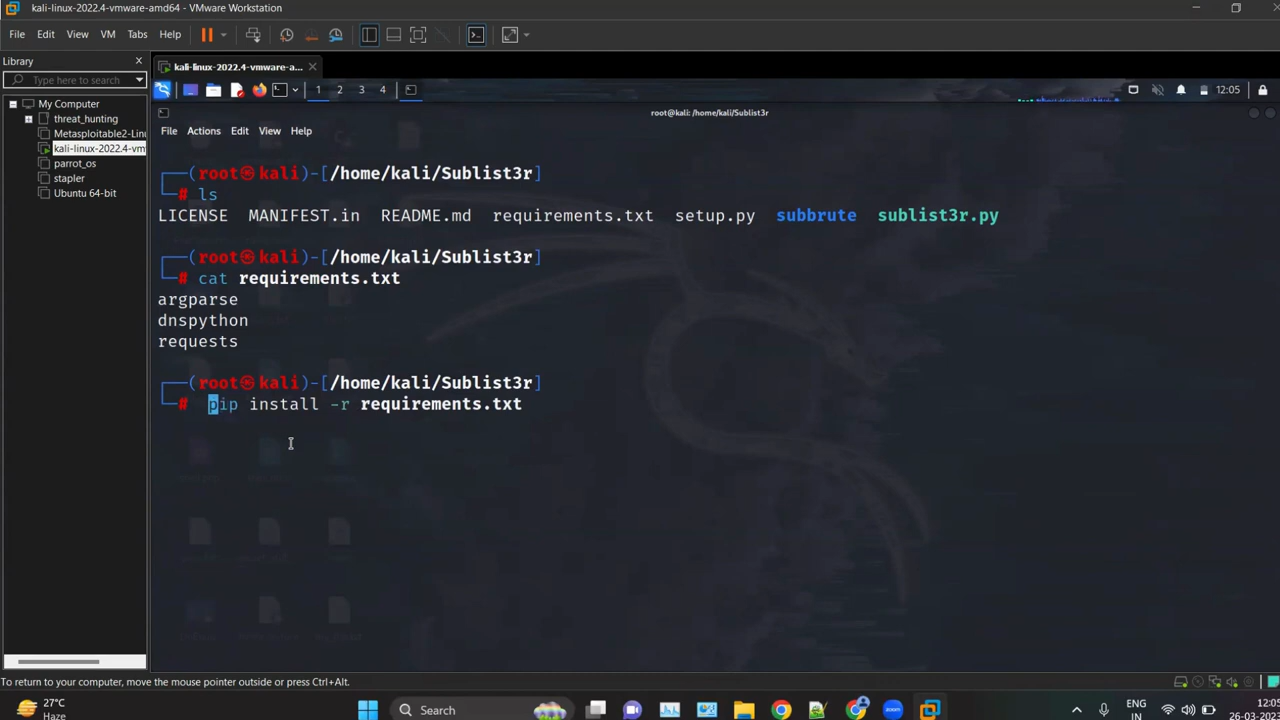 kali-linux-2022.4-vmware-amd64 - VMware Workstation
File Edit View VM Tabs Help
Library
Type here to search
My Computer
threat_hunting
Metasploitable2-Linu
kali-linux-2022.4-vm
parrot_os
stapler
Ubuntu 64-bit
kali-linux-2022.4-vmware-a...
1 2 3 4
12:05
root@kali: /home/kali/Sublist3r
File Actions Edit View Help
(root㉿kali)-[/home/kali/Sublist3r]
# ls
LICENSE MANIFEST.in README.md requirements.txt setup.py subbrute sublist3r.py
(root㉿kali)-[/home/kali/Sublist3r]
# cat requirements.txt
argparse
dnspython
requests
(root㉿kali)-[/home/kali/Sublist3r]
# pip install -r requirements.txt
To return to your computer, move the mouse pointer outside or press Ctrl+Alt.
27°C
Haze
Search
zoom
ENG
IN
12:05
26-03-2023